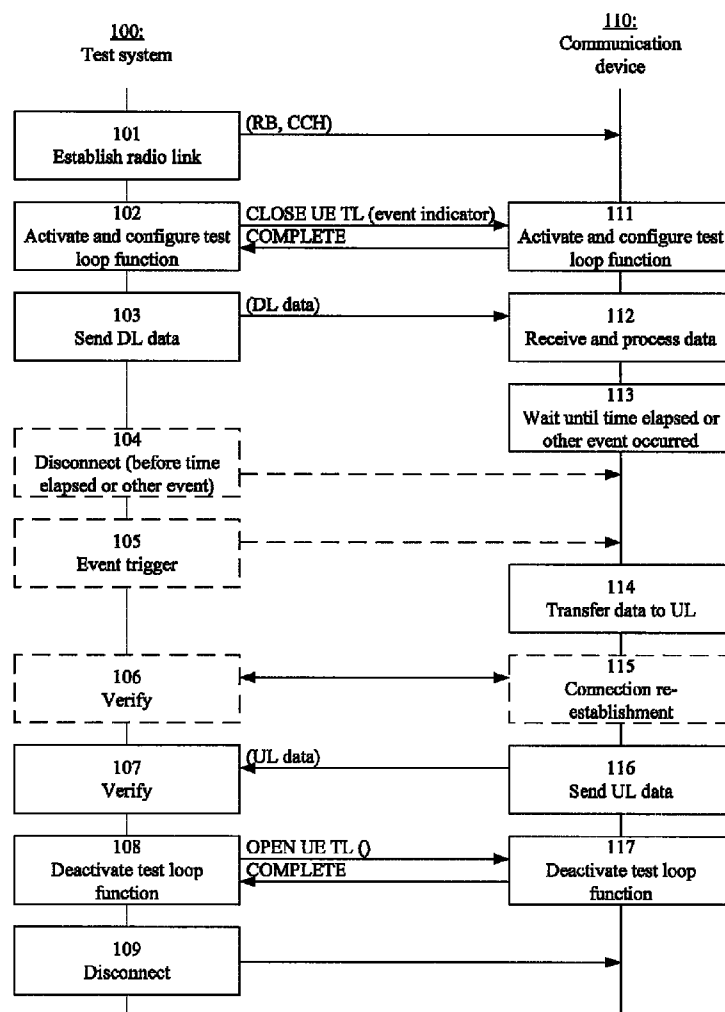 100:
Test system
110:
Communication
device
101
Establish radio link
(RB, CCH)
102
Activate and configure test
loop function
CLOSE UE TL (event indicator)
COMPLETE
111
Activate and configure test
loop function
103
Send DL data
(DL data)
112
Receive and process data
113
Wait until time elapsed or
other event occurred
104
Disconnect (before time
elapsed or other event)
105
Event trigger
114
Transfer data to UL
106
Verify
115
Connection re-
establishment
107
Verify
(UL data)
116
Send UL data
108
Deactivate test loop
function
OPEN UE TL ()
COMPLETE
117
Deactivate test loop
function
109
Disconnect